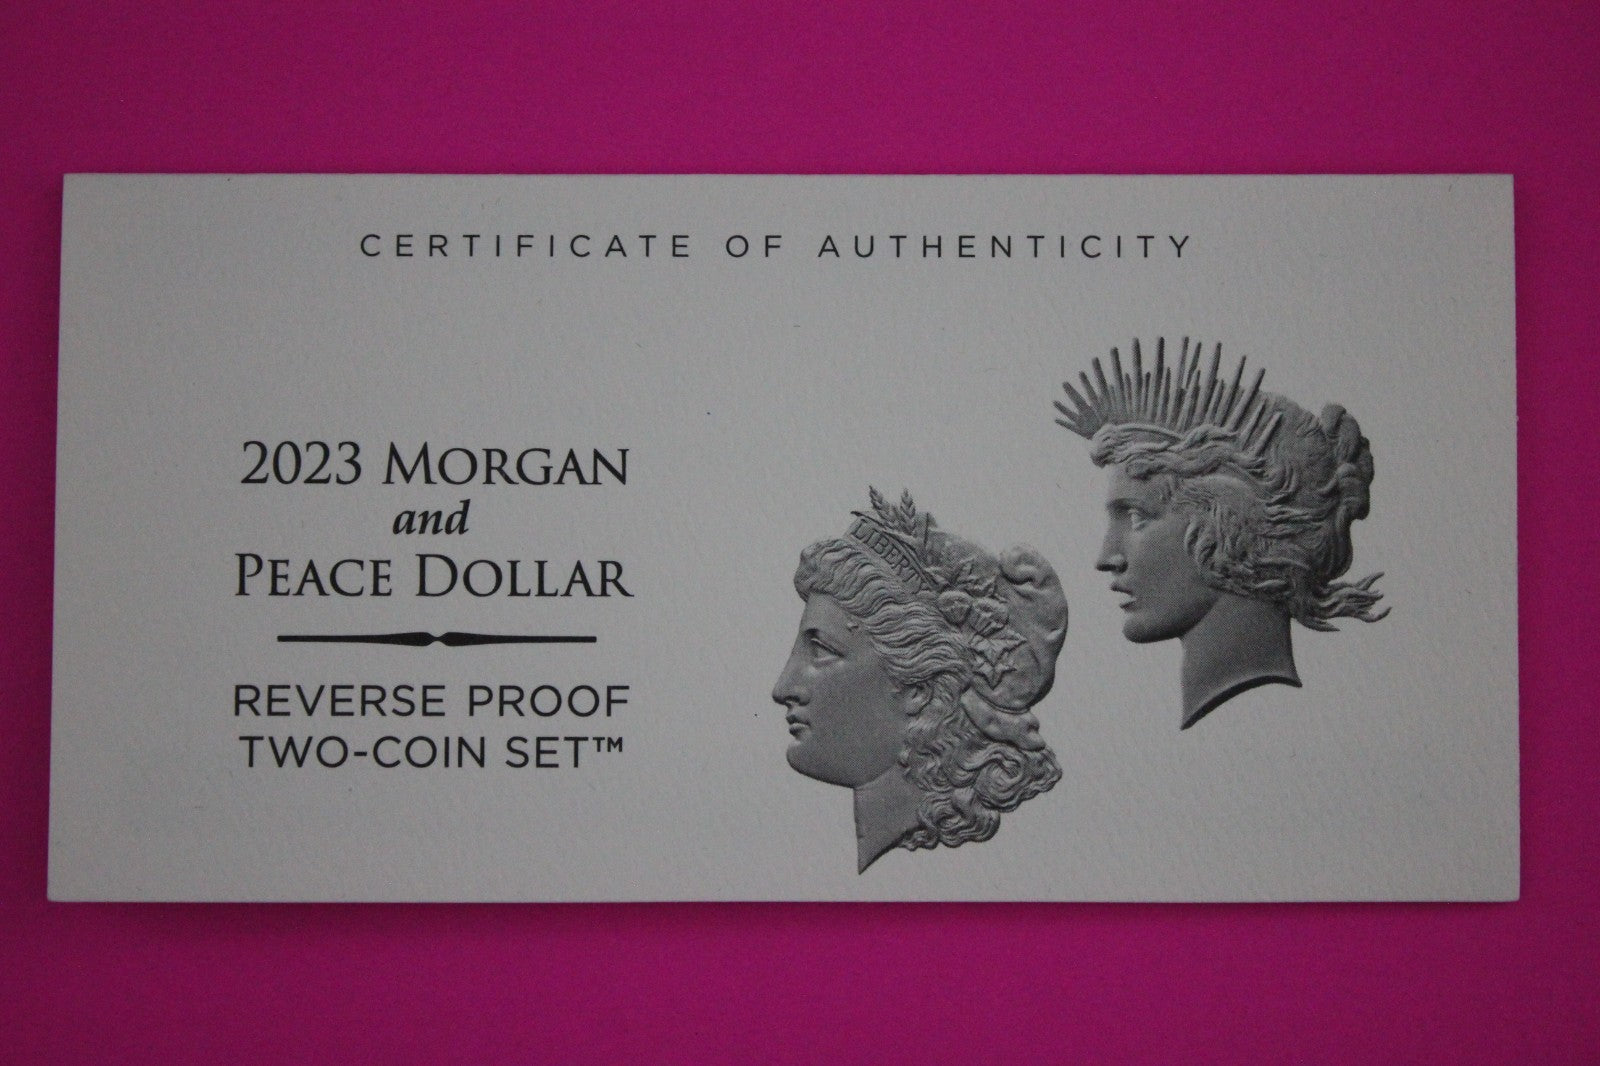 CERTIFICATE OF AUTHENTICITY
2023 MORGAN
and
PEACE DOLLAR
REVERSE PROOF
TWO-COIN SET™
LIBERTY